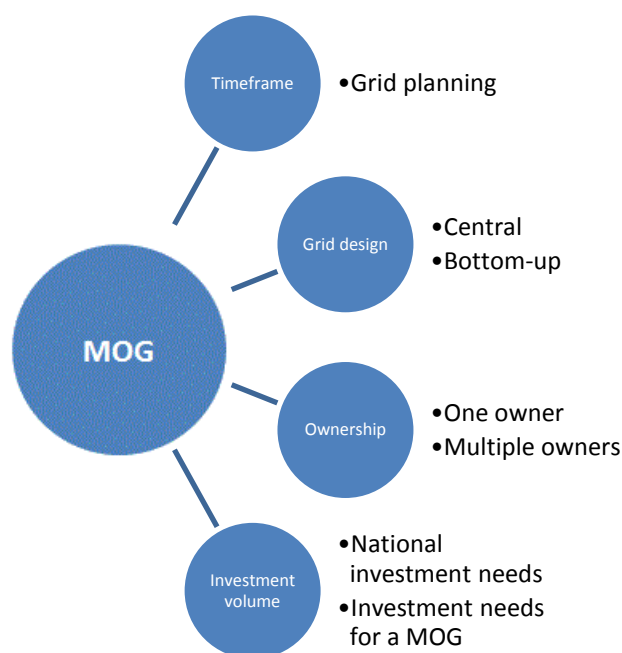 Timeframe
•Grid planning
Grid design
•Central
•Bottom-up
MOG
Ownership
•One owner
•Multiple owners
Investment
volume
•National
investment needs
•Investment needs
for a MOG